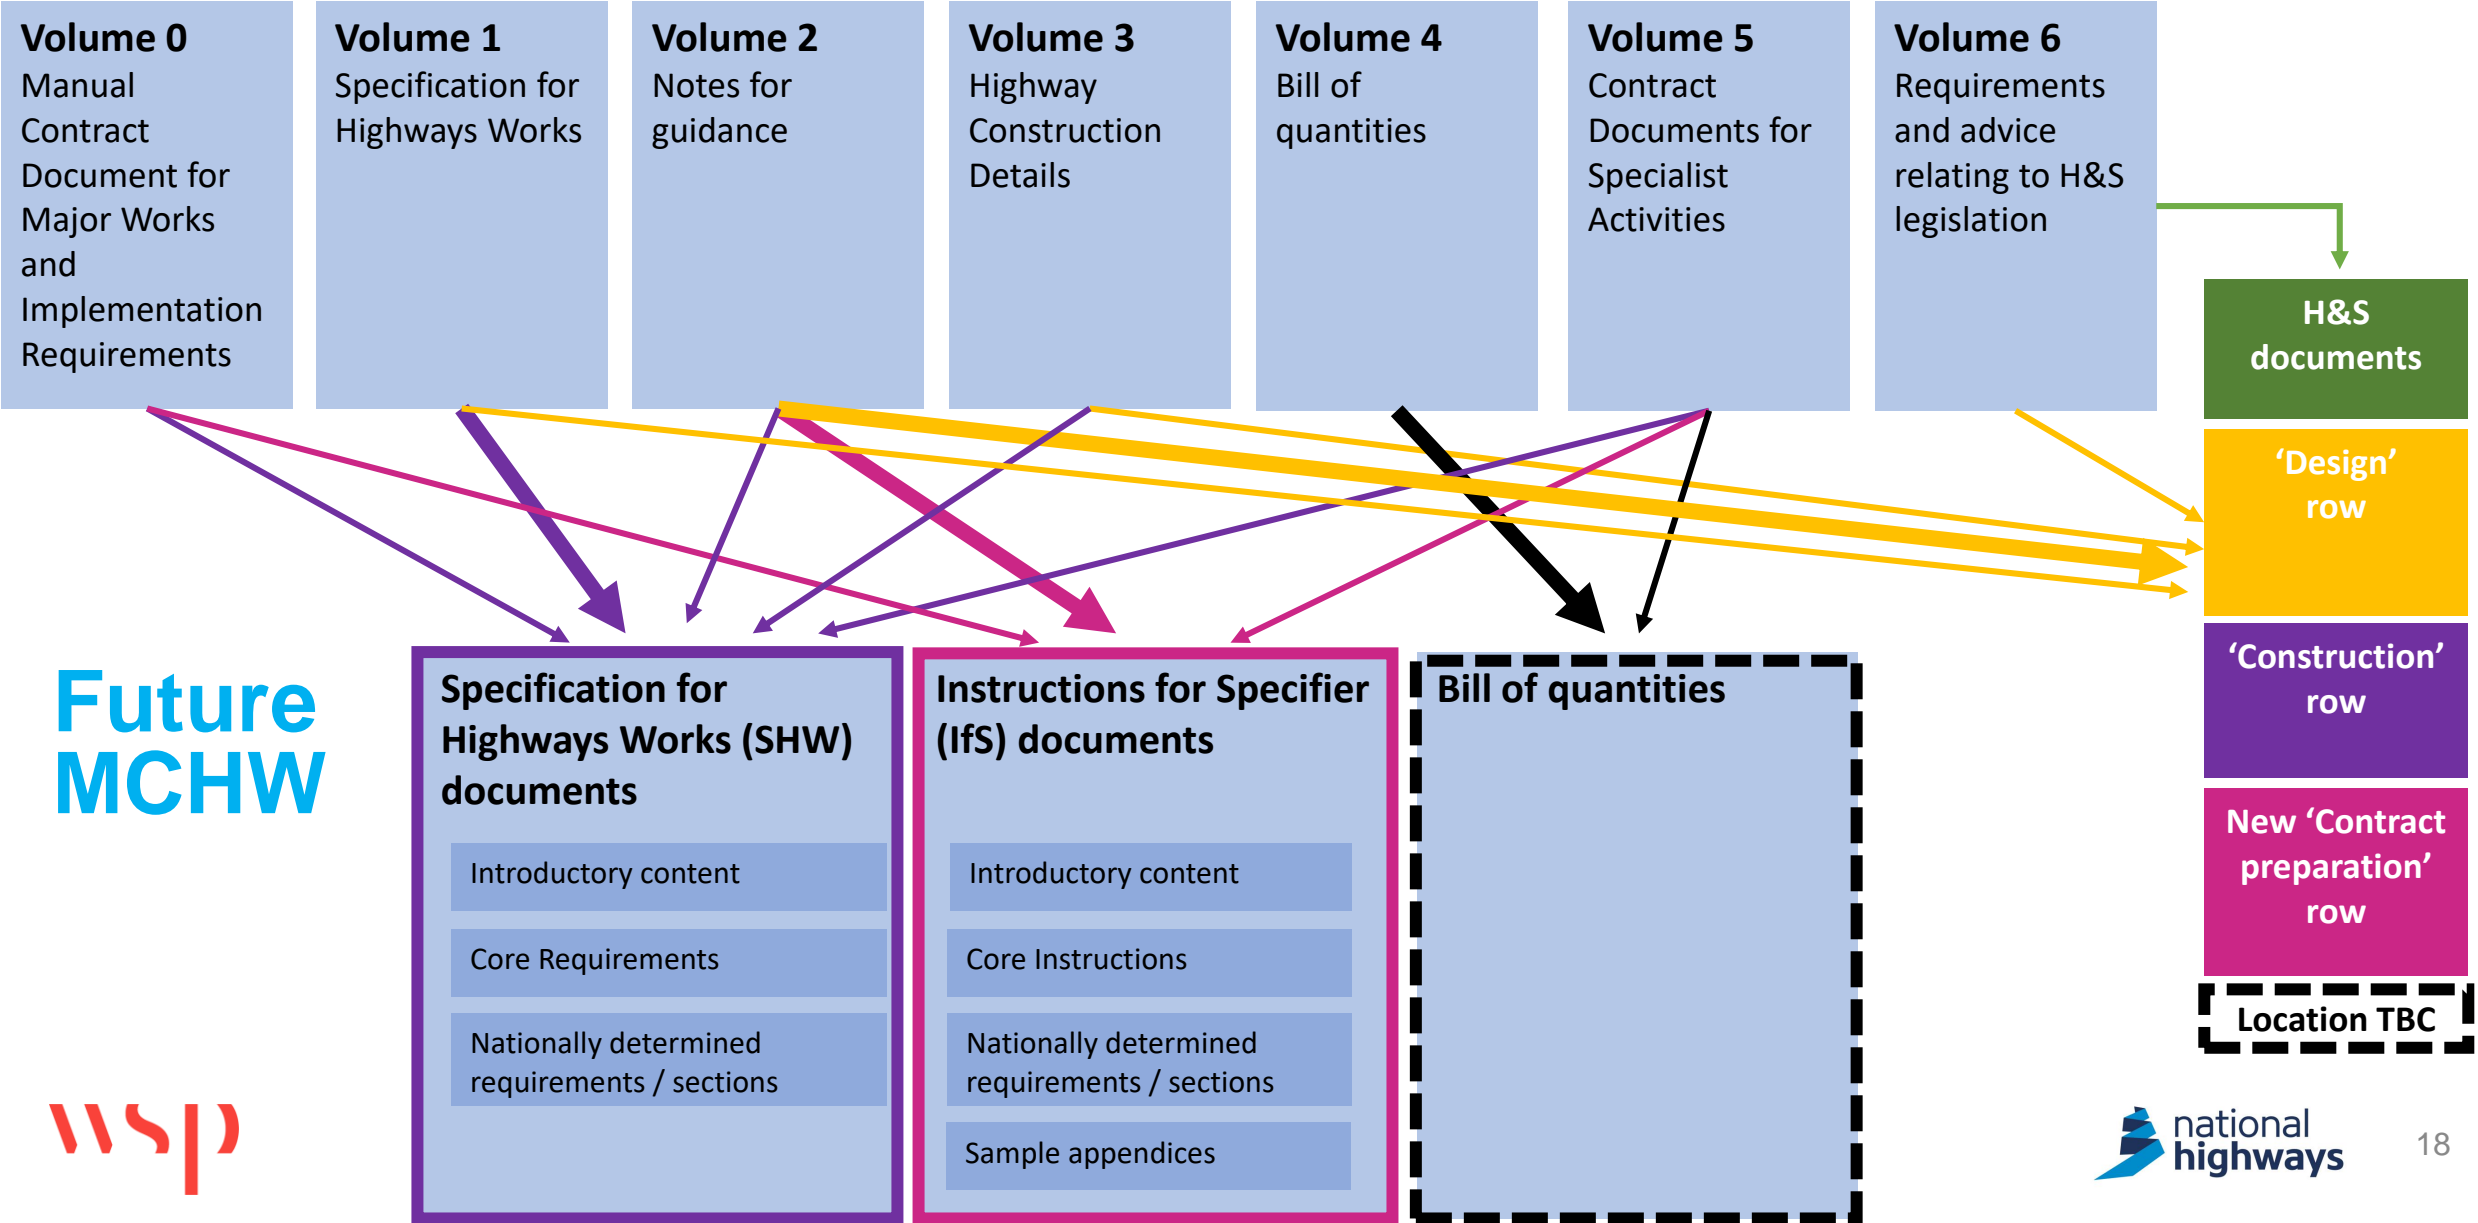 Volume 0
Manual
Contract
Document for
Major Works
and
Implementation
Requirements
Volume 1
Specification for
Highways Works
Volume 2
Notes for
guidance
Volume 3
Highway
Construction
Details
Volume 4
Bill of
quantities
Volume 5
Contract
Documents for
Specialist
Activities
Volume 6
Requirements
and advice
relating to H&S
legislation
H&S
documents
‘Design’
row
‘Construction’
row
New ‘Contract
preparation’
row
Location TBC
Future
MCHW
Specification for
Highways Works (SHW)
documents
Introductory content
Core Requirements
Nationally determined
requirements / sections
Instructions for Specifier
(IfS) documents
Introductory content
Core Instructions
Nationally determined
requirements / sections
Sample appendices
Bill of quantities
wsp
national
highways
18